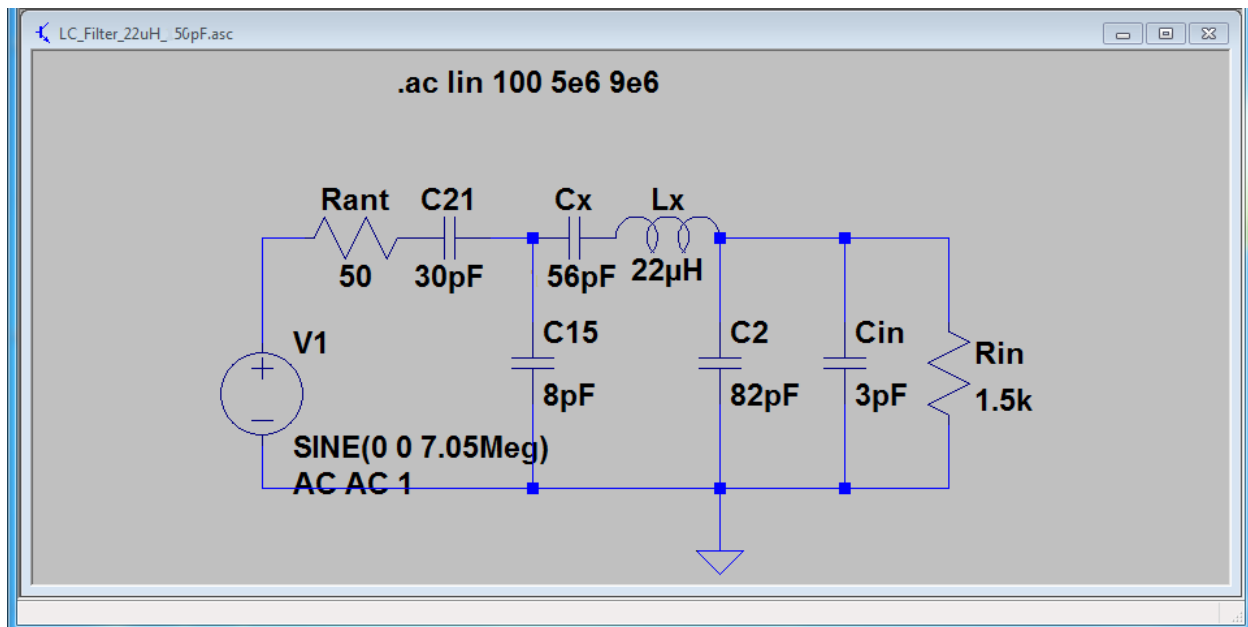 LC_Filter_22uH_ 50pF.asc
.ac lin 100 5e6 9e6
Rant C21 Cx Lx
50 30pF 56pF 22µH
V1 C15 C2 Cin Rin
8pF 82pF 3pF 1.5k
SINE(0 0 7.05Meg)
AC AC 1